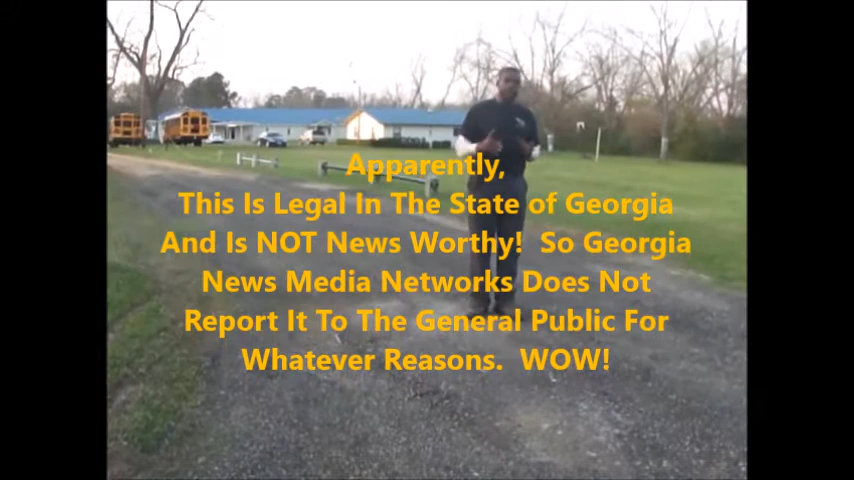 Apparently,
This Is Legal In The State of Georgia
And Is NOT News Worthy!  So Georgia
News Media Networks Does Not
Report It To The General Public For
Whatever Reasons.  WOW!